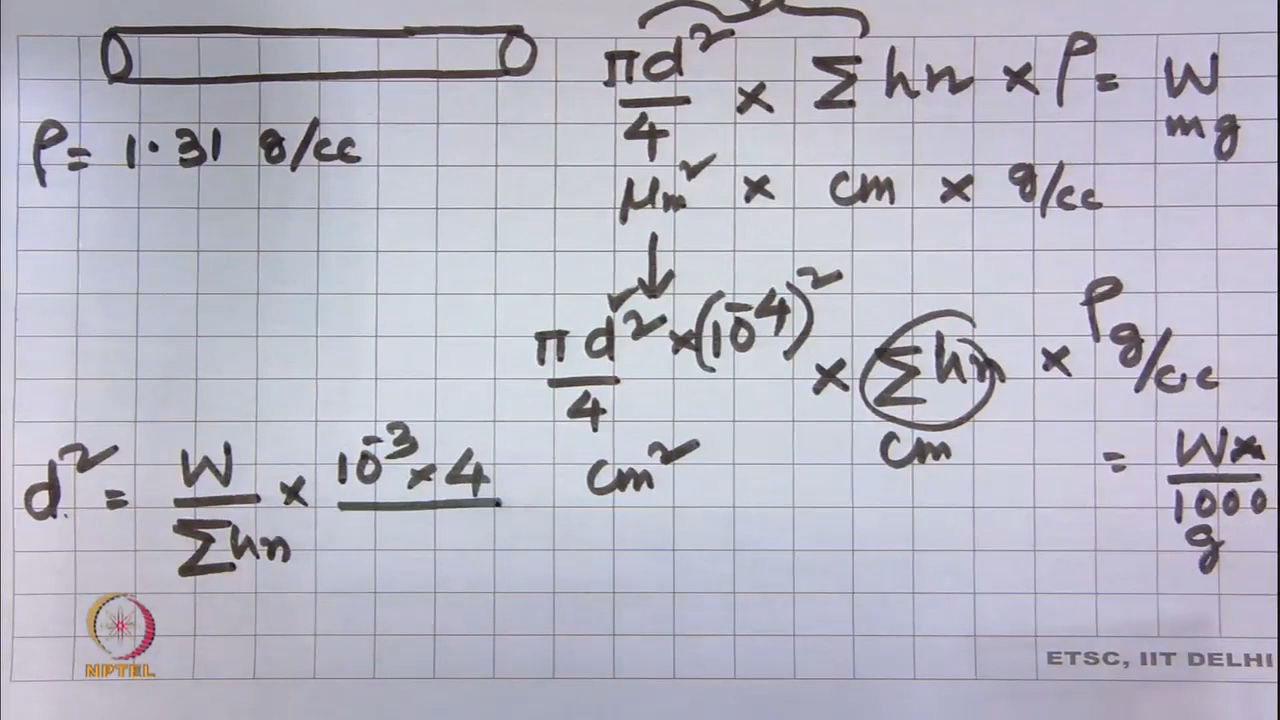 πd²/4 × Σhn × ρ = W
mg
ρ = 1.31 g/cc
μm² × cm × g/cc
πd²/4 × (10⁻⁴)² × Σhn × ρ g/cc
cm²
cm
= W×/1000
g
d² = W/Σhn × 10⁻³ × 4
NPTEL
ETSC, IIT DELHI